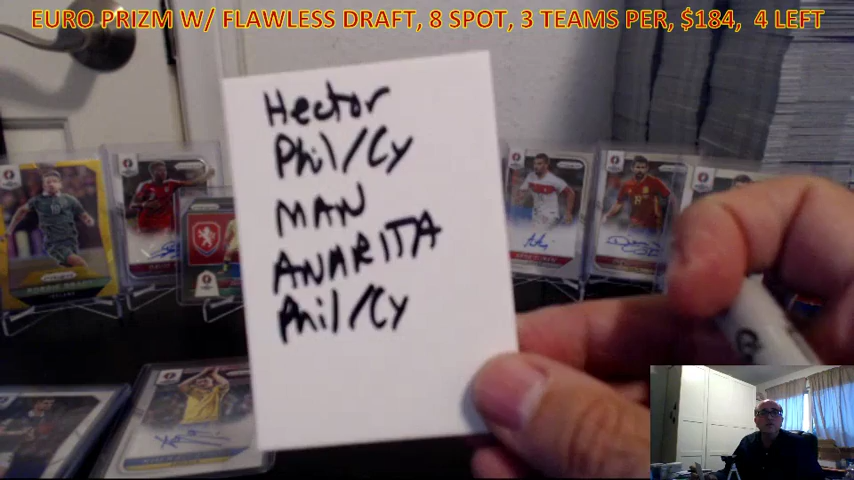 EURO PRIZM W/ FLAWLESS DRAFT, 8 SPOT, 3 TEAMS PER, $184, 4 LEFT
Hector
Phil/Cy
MAN
ANARITA
Phil/Cy